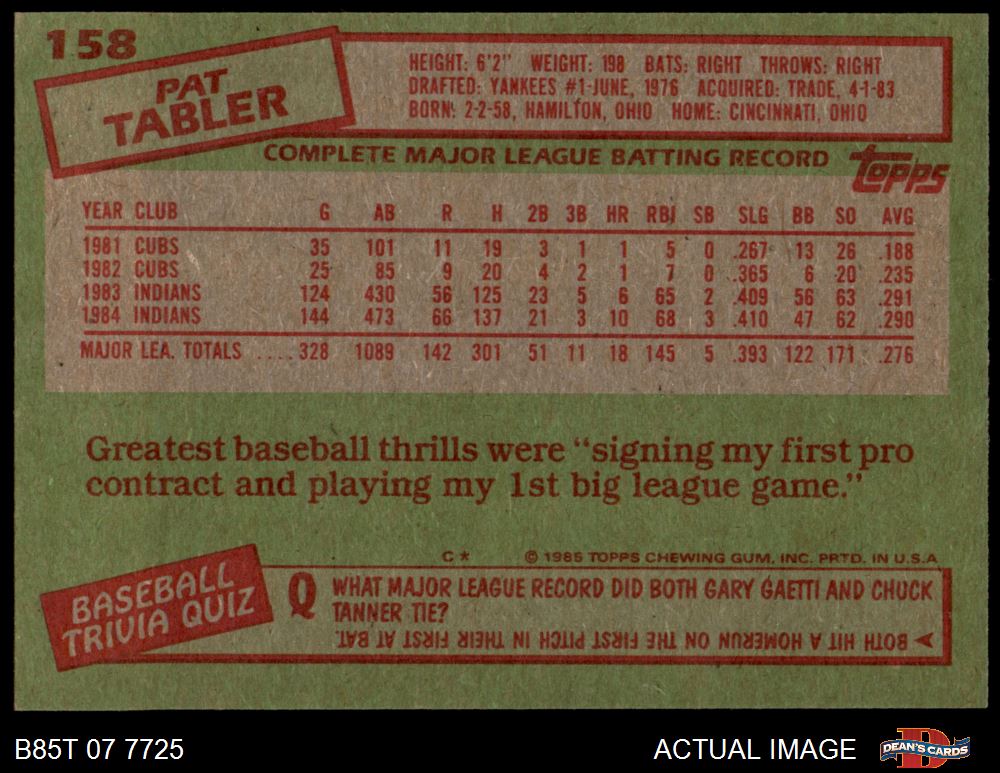 158
PAT
TABLER
HEIGHT: 6'2" WEIGHT: 198 BATS: RIGHT THROWS: RIGHT
DRAFTED: YANKEES #1-JUNE, 1976 ACQUIRED: TRADE, 4-1-83
BORN: 2-2-58, HAMILTON, OHIO HOME: CINCINNATI, OHIO
COMPLETE MAJOR LEAGUE BATTING RECORD
TOPPS
YEAR CLUB G AB R H 2B 3B HR RBI SB SLG BB SO AVG
1981 CUBS 35 101 11 19 3 1 1 5 0 .267 13 26 .188
1982 CUBS 25 85 9 20 4 2 1 7 0 .365 6 20 .235
1983 INDIANS 124 430 56 125 23 5 6 65 2 .409 56 63 .291
1984 INDIANS 144 473 66 137 21 3 10 68 3 .410 47 62 .290
MAJOR LEA. TOTALS .... 328 1089 142 301 51 11 18 145 5 .393 122 171 .276
Greatest baseball thrills were "signing my first pro
contract and playing my 1st big league game."
C* © 1985 TOPPS CHEWING GUM, INC. PRTD. IN U.S.A.
BASEBALL
TRIVIA QUIZ
Q WHAT MAJOR LEAGUE RECORD DID BOTH GARY GAETTI AND CHUCK
TANNER TIE?
BOTH HIT A HOMERUN ON THE FIRST PITCH IN THEIR FIRST AT BAT.
B85T 07 7725
ACTUAL IMAGE
DEAN'S CARDS